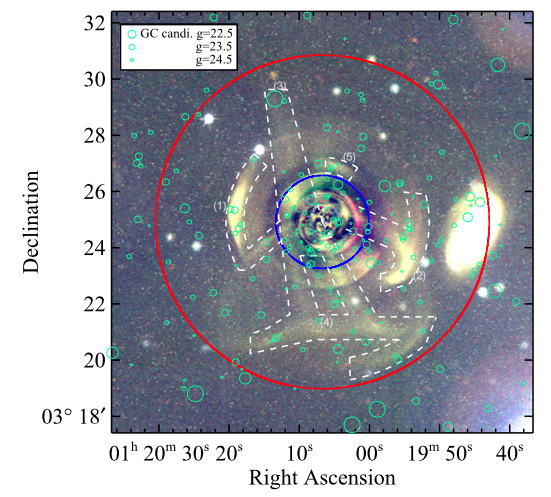 32
30
28
26
24
22
20
03° 18′
Declination
GC candi. g=22.5
g=23.5
g=24.5
(3)
(5)
(1)
(2)
(4)
01ʰ 20ᵐ 30ˢ 20ˢ 10ˢ 00ˢ 19ᵐ 50ˢ 40ˢ
Right Ascension